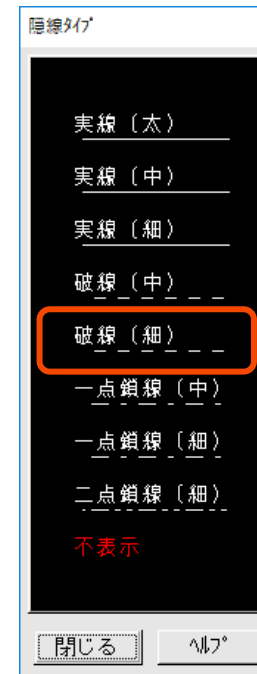 隠線ﾀｲﾌﾟ
実線（太）
実線（中）
実線（細）
破線（中）
破線（細）
一点鎖線（中）
一点鎖線（細）
二点鎖線（細）
不表示
閉じる
ﾍﾙﾌﾟ